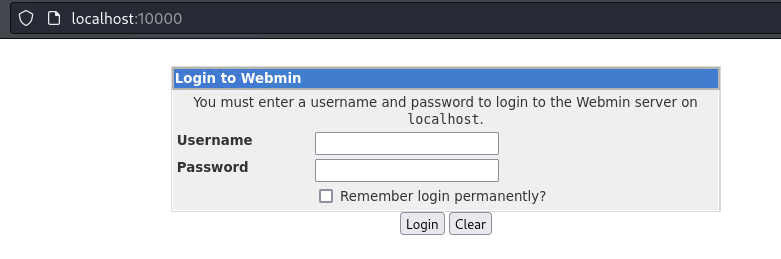 localhost:10000
Login to Webmin
You must enter a username and password to login to the Webmin server on
localhost.
Username
Password
Remember login permanently?
Login Clear